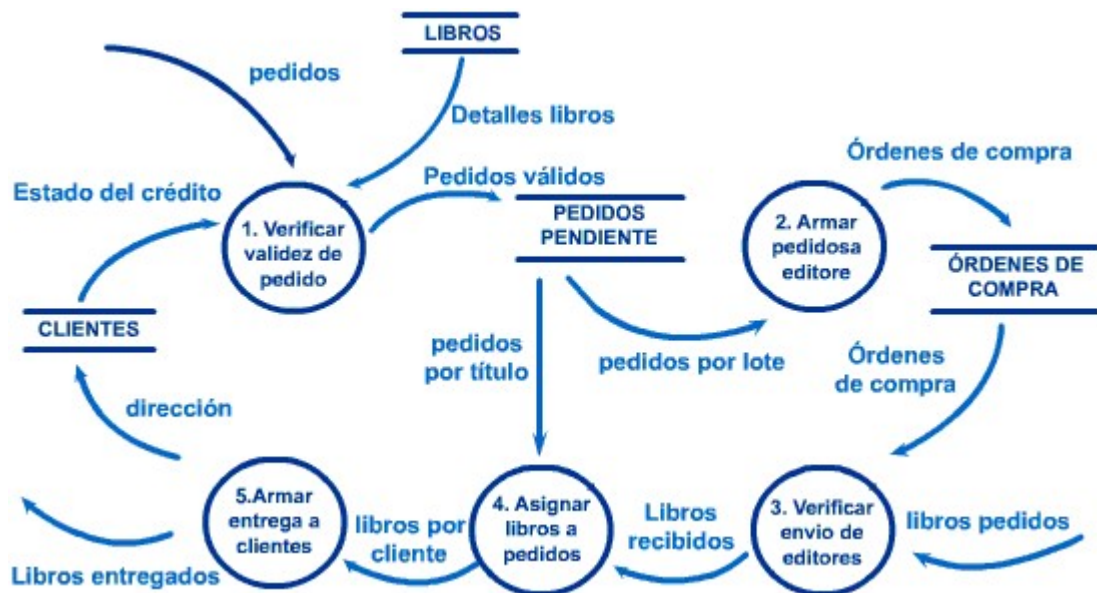 LIBROS
pedidos
Detalles libros
Estado del crédito
Pedidos válidos
Órdenes de compra
1. Verificar
validez de
pedido
PEDIDOS
PENDIENTE
2. Armar
pedidosa
editore
ÓRDENES DE
COMPRA
CLIENTES
pedidos
por título
pedidos por lote
Órdenes
de compra
dirección
5.Armar
entrega a
clientes
libros por
cliente
4. Asignar
libros a
pedidos
Libros
recibidos
3. Verificar
envio de
editores
libros pedidos
Libros entregados